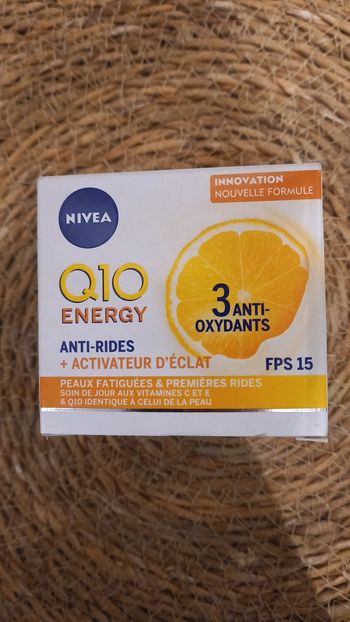 INNOVATION
NOUVELLE FORMULE
NIVEA
Q10
ENERGY
3 ANTI-
OXYDANTS
ANTI-RIDES
+ ACTIVATEUR D'ÉCLAT
FPS 15
PEAUX FATIGUÉES & PREMIÈRES RIDES
SOIN DE JOUR AUX VITAMINES C ET E
& Q10 IDENTIQUE À CELUI DE LA PEAU